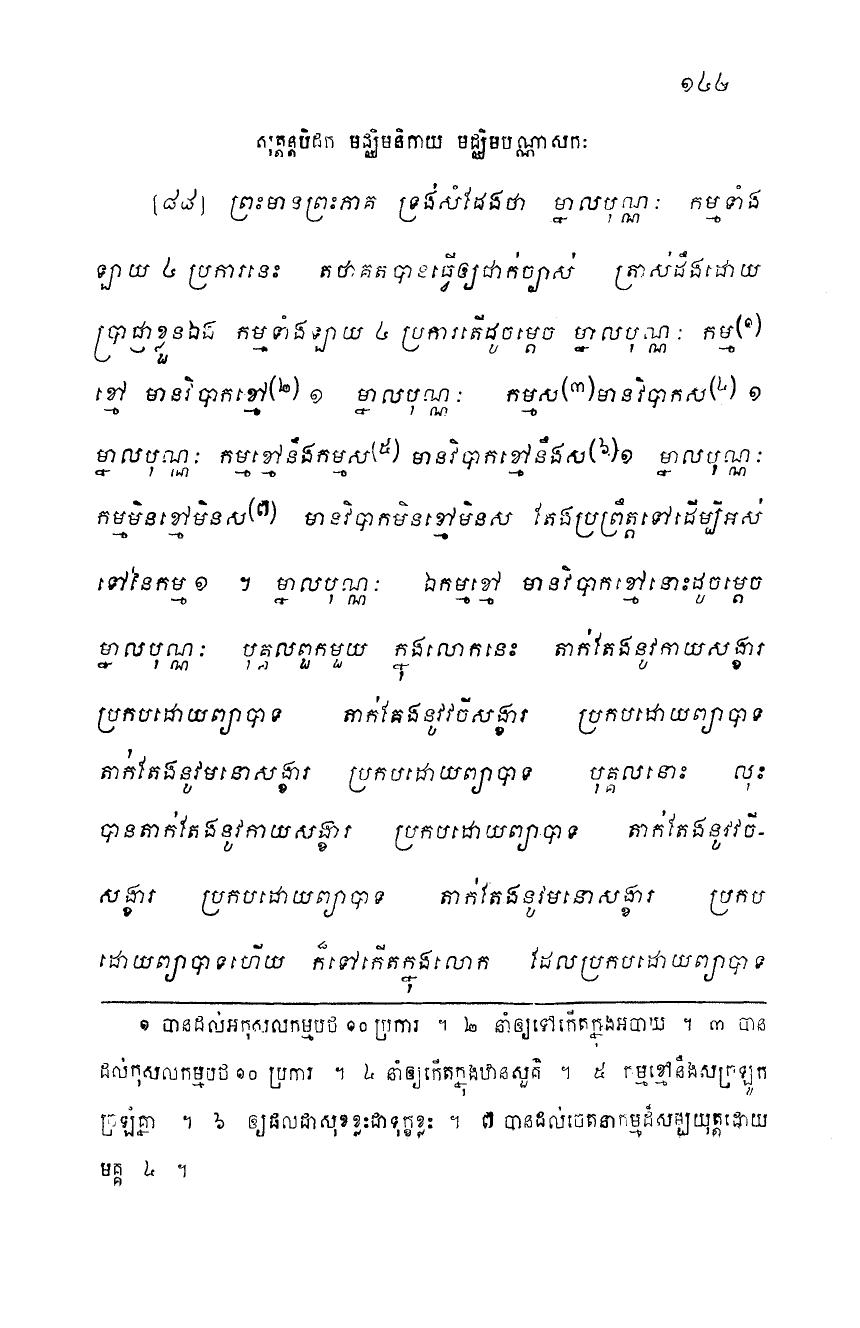 ១៤៤
សុត្តន្តបិដក មជ្ឈិមនិកាយ មជ្ឈិមបណ្ណាសកៈ
[៨៨] ព្រះមានព្រះភាគ ទ្រង់សំដែងថា ម្នាលបុណ្ណៈ កម្មទាំង
ឡាយ ៤ ប្រការនេះ តថាគតបានធ្វើឲ្យជាក់ច្បាស់ ត្រាស់ដឹងដោយ
ប្រាជ្ញាខ្លួនឯង កម្មទាំងឡាយ ៤ ប្រការតើដូចម្តេច ម្នាលបុណ្ណៈ កម្ម(១)
ខ្មៅ មានវិបាកខ្មៅ(២) ១ ម្នាលបុណ្ណៈ កម្មស(៣)មានវិបាកស(៤) ១
ម្នាលបុណ្ណៈ កម្មខ្មៅនឹងកម្មស(៥) មានវិបាកខ្មៅនឹងស(៦)១ ម្នាលបុណ្ណៈ
កម្មមិនខ្មៅមិនស(៧) មានវិបាកមិនខ្មៅមិនស តែងប្រព្រឹត្តទៅដើម្បីអស់
ទៅនៃកម្ម ១ ។ ម្នាលបុណ្ណៈ ឯកម្មខ្មៅ មានវិបាកខ្មៅនោះដូចម្តេច
ម្នាលបុណ្ណៈ បុគ្គលពួកមួយ ក្នុងលោកនេះ តាក់តែងនូវកាយសង្ខារ
ប្រកបដោយព្យាបាទ តាក់តែងនូវវចីសង្ខារ ប្រកបដោយព្យាបាទ
តាក់តែងនូវមនោសង្ខារ ប្រកបដោយព្យាបាទ បុគ្គលនោះ លុះ
បានតាក់តែងនូវកាយសង្ខារ ប្រកបដោយព្យាបាទ តាក់តែងនូវវចី-
សង្ខារ ប្រកបដោយព្យាបាទ តាក់តែងនូវមនោសង្ខារ ប្រកប
ដោយព្យាបាទហើយ ក៏ទៅកើតក្នុងលោក ដែលប្រកបដោយព្យាបាទ
១ បានដល់អកុសលកម្មបថ ១០ ប្រការ ។ ២ នាំឲ្យទៅកើតក្នុងអបាយ ។ ៣ បាន
ដល់កុសលកម្មបថ ១០ ប្រការ ។ ៤ នាំឲ្យកើតក្នុងឋានសួគ៌ ។ ៥ កម្មខ្មៅនឹងសច្រឡូក
ច្រឡំគ្នា ។ ៦ ឲ្យផលជាសុខខ្លះជាទុក្ខខ្លះ ។ ៧ បានដល់ចេតនាកម្មដ៏សម្បយុត្តដោយ
មគ្គ ៤ ។